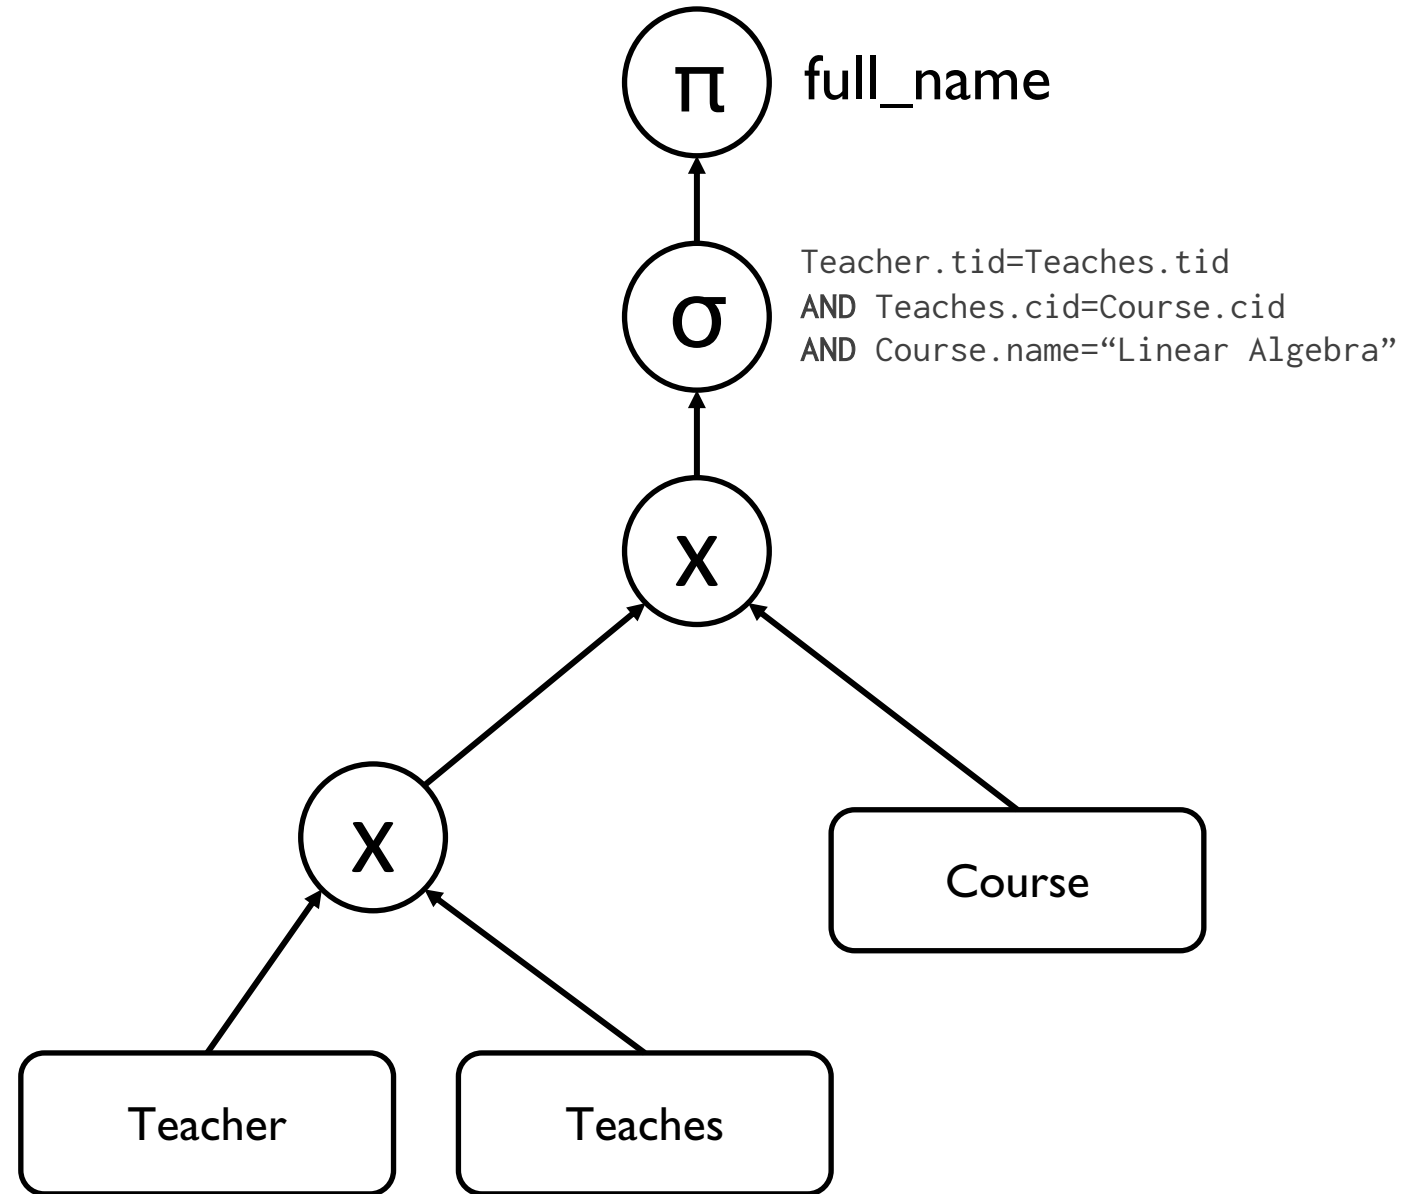 π full_name
Teacher.tid=Teaches.tid
AND Teaches.cid=Course.cid
σ
AND Course.name=“Linear Algebra”
x
x
Course
Teacher Teaches